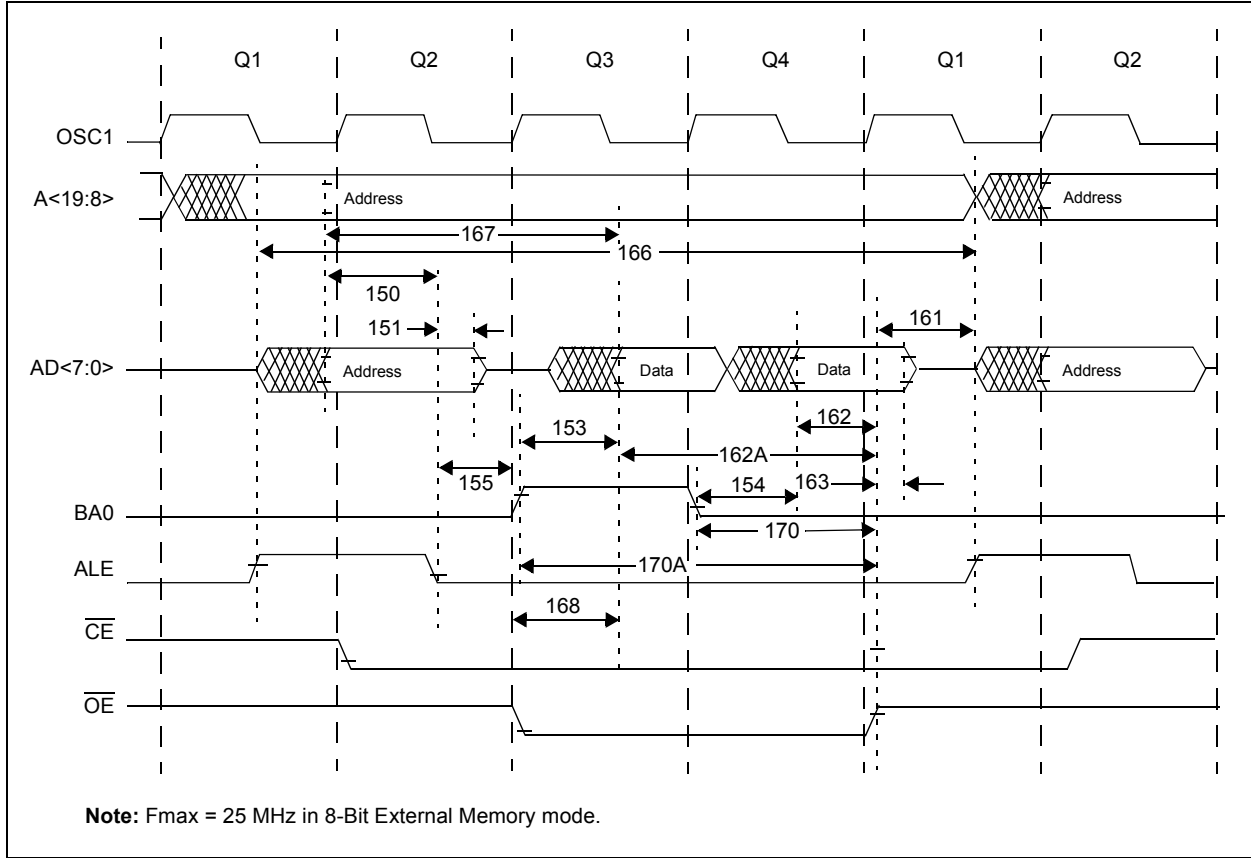 Q1 Q2 Q3 Q4 Q1 Q2
OSC1
A<19:8>
Address Address
167
166
150
151 161
AD<7:0>
Address Data Data Address
162
153
162A
155 154 163
BA0
170
ALE
170A
168
CE
OE
Note: Fmax = 25 MHz in 8-Bit External Memory mode.